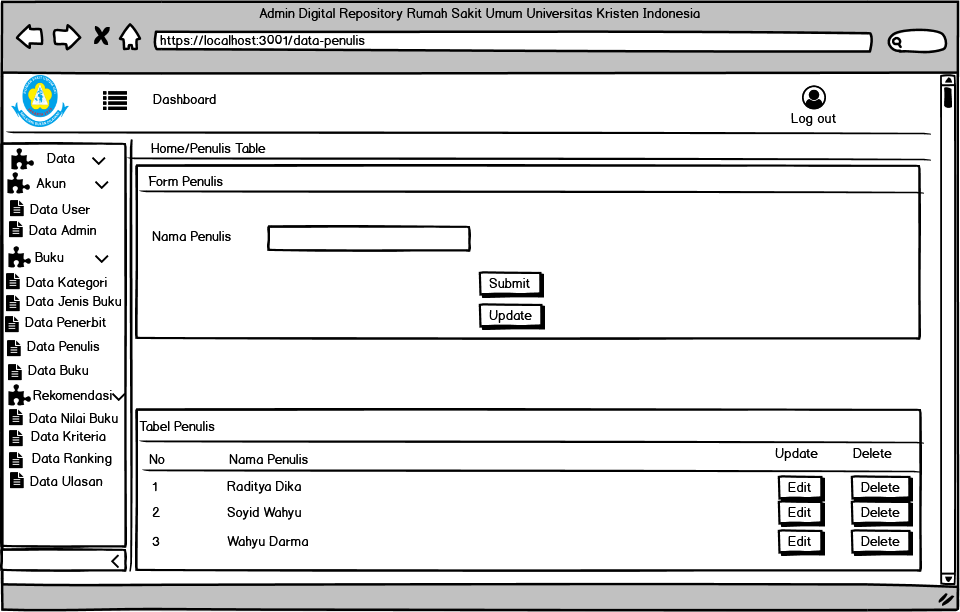 Admin Digital Repository Rumah Sakit Umum Universitas Kristen Indonesia
https://localhost:3001/data-penulis
Dashboard
Log out
Data
Akun
Data User
Data Admin
Buku
Data Kategori
Data Jenis Buku
Data Penerbit
Data Penulis
Data Buku
Rekomendasi
Data Nilai Buku
Data Kriteria
Data Ranking
Data Ulasan
Home/Penulis Table
Form Penulis
Nama Penulis
Submit
Update
Tabel Penulis
No Nama Penulis Update Delete
1 Raditya Dika Edit Delete
2 Soyid Wahyu Edit Delete
3 Wahyu Darma Edit Delete